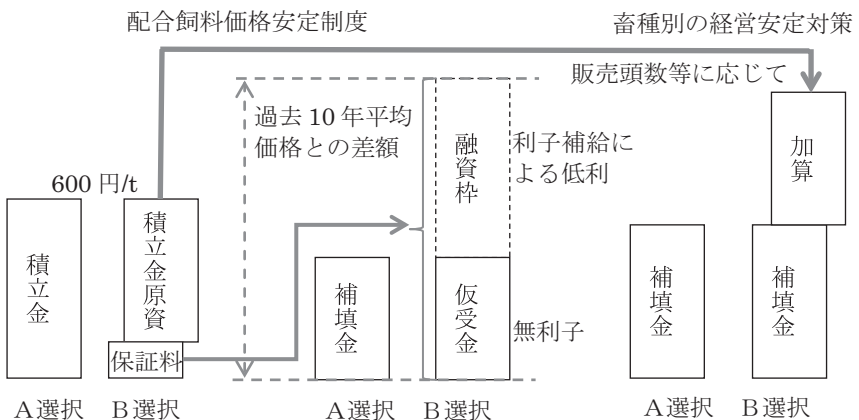 配合飼料価格安定制度
畜種別の経営安定対策
販売頭数等に応じて
過去 10 年平均
価格との差額
融資枠
利子補給に
よる低利
加算
600 円/t
積立金
積立金原資
保証料
補填金
仮受金
無利子
補填金
補填金
A選択
B選択
A選択
B選択
A選択
B選択